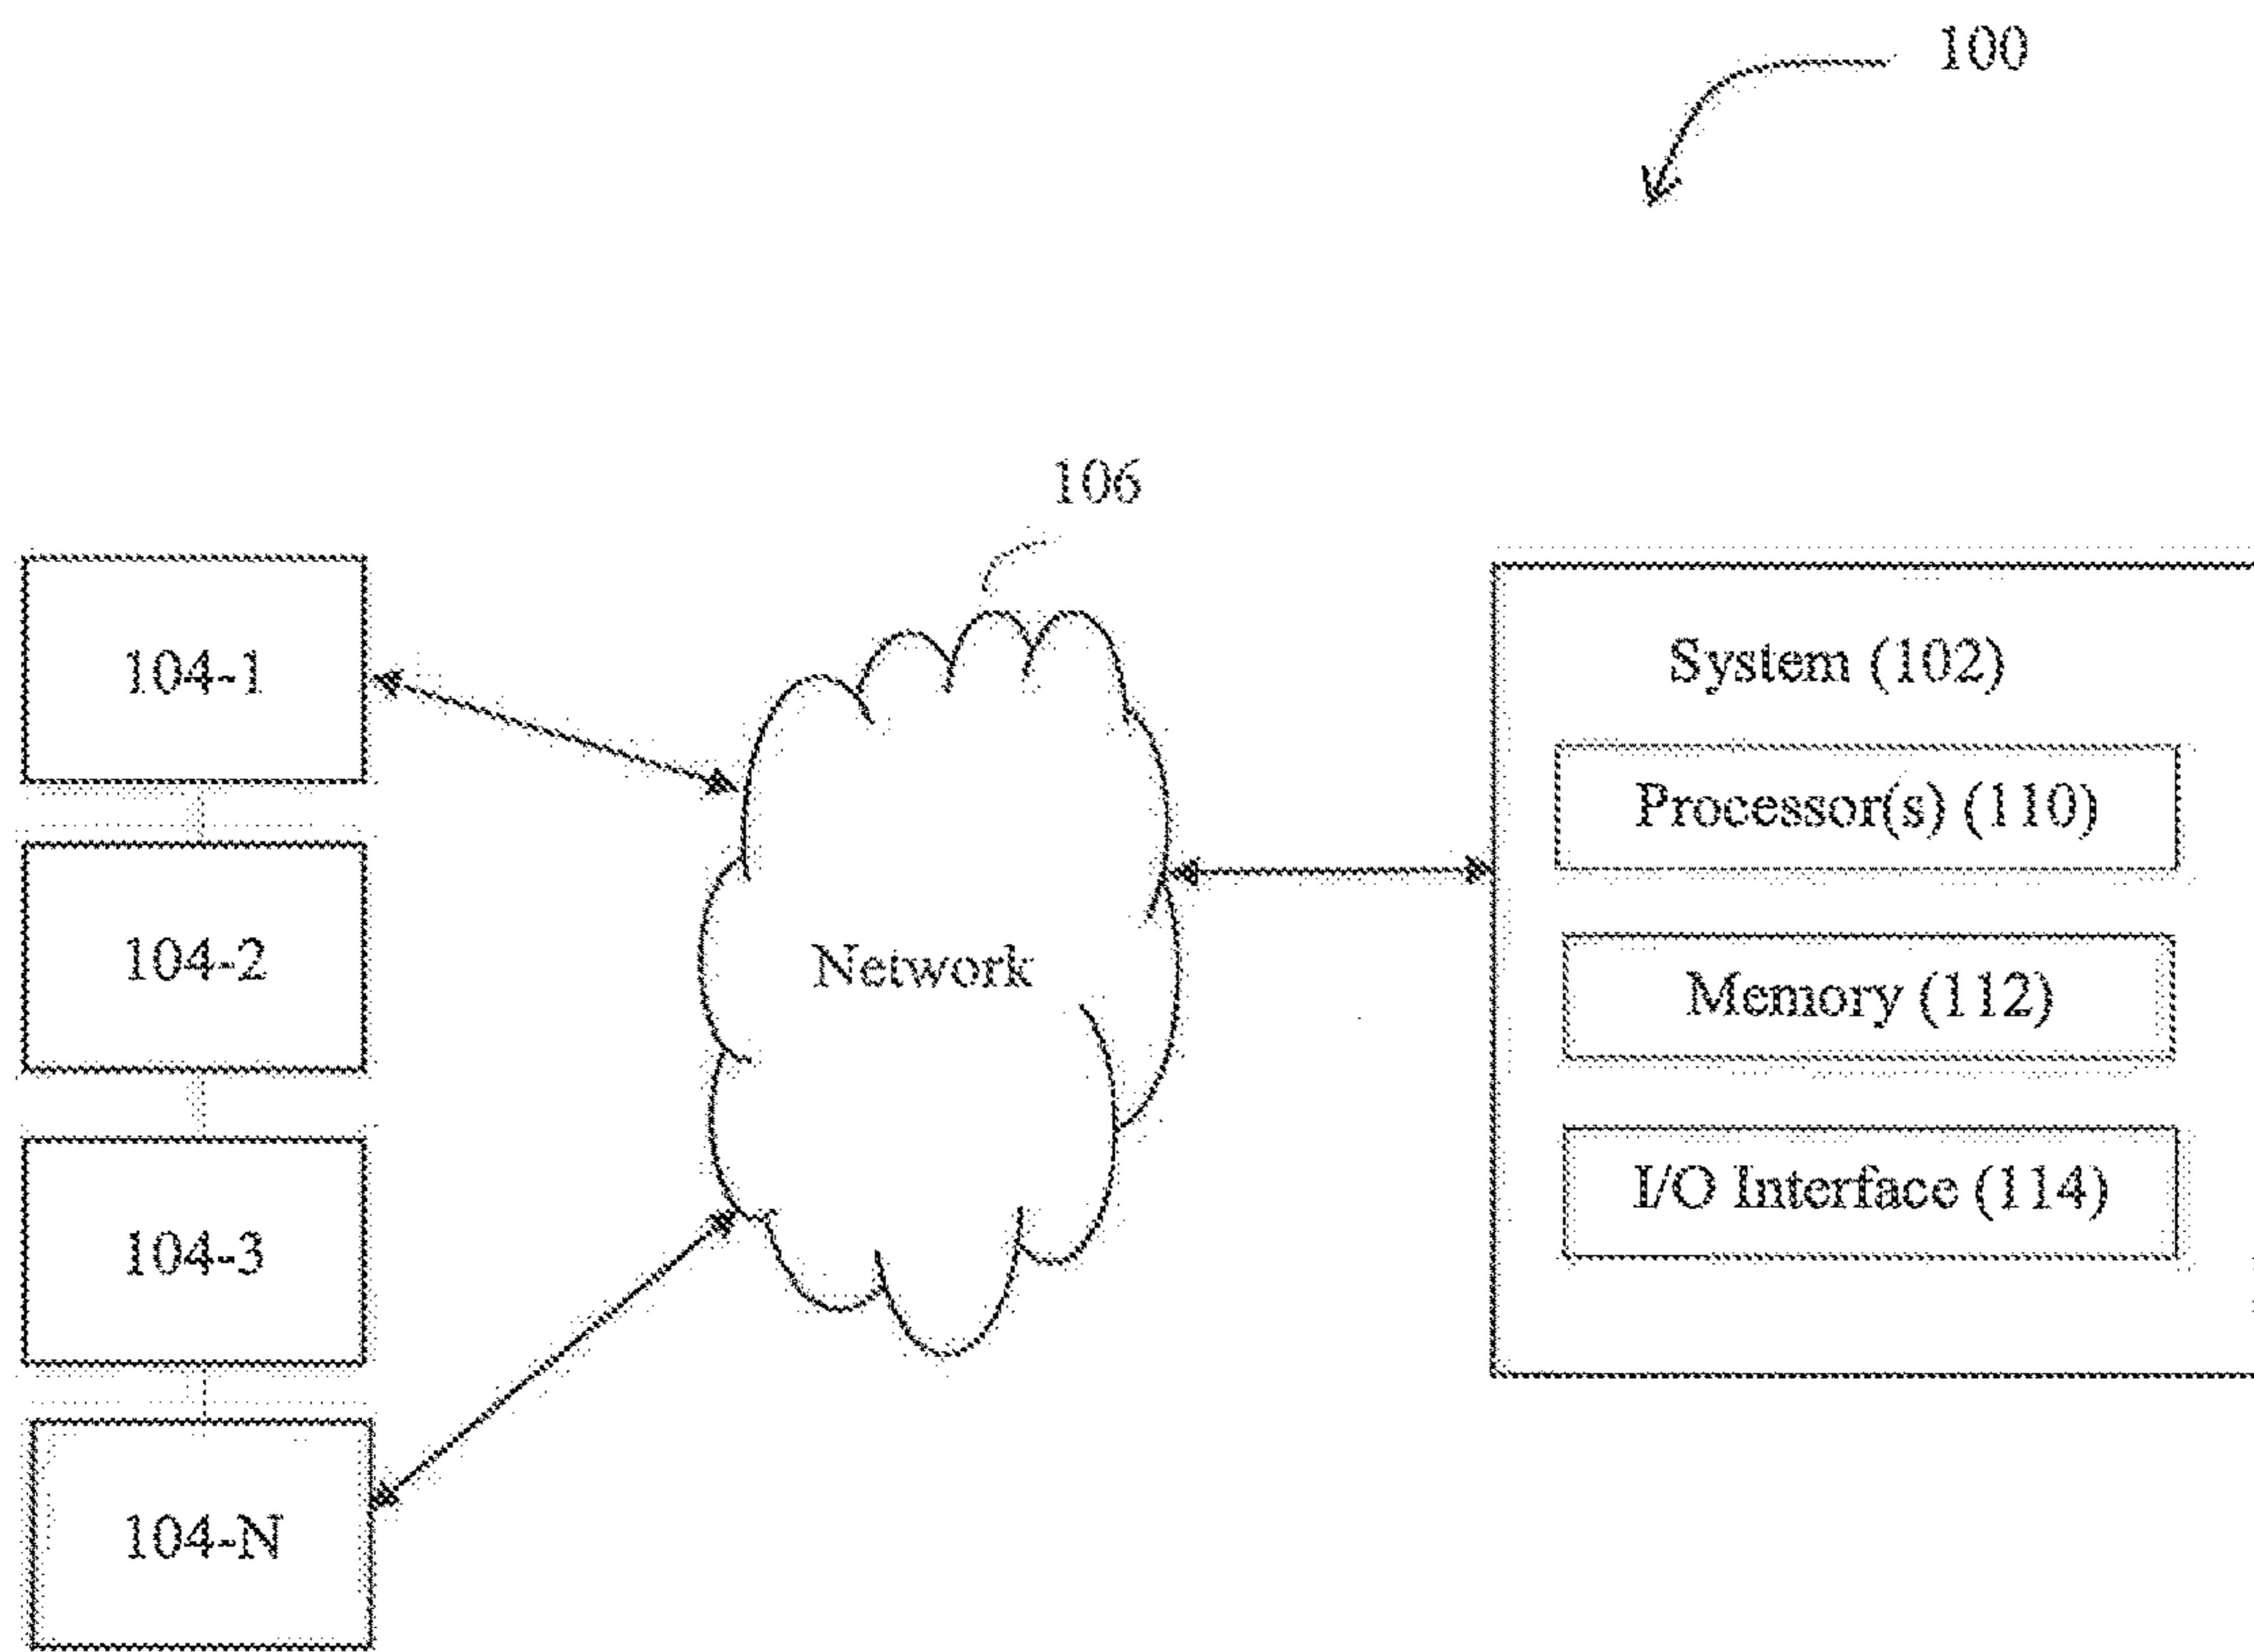 100
106
104-1
System (102)
Processor(s) (110)
104-2
Network
Memory (112)
I/O Interface (114)
104-3
104-N